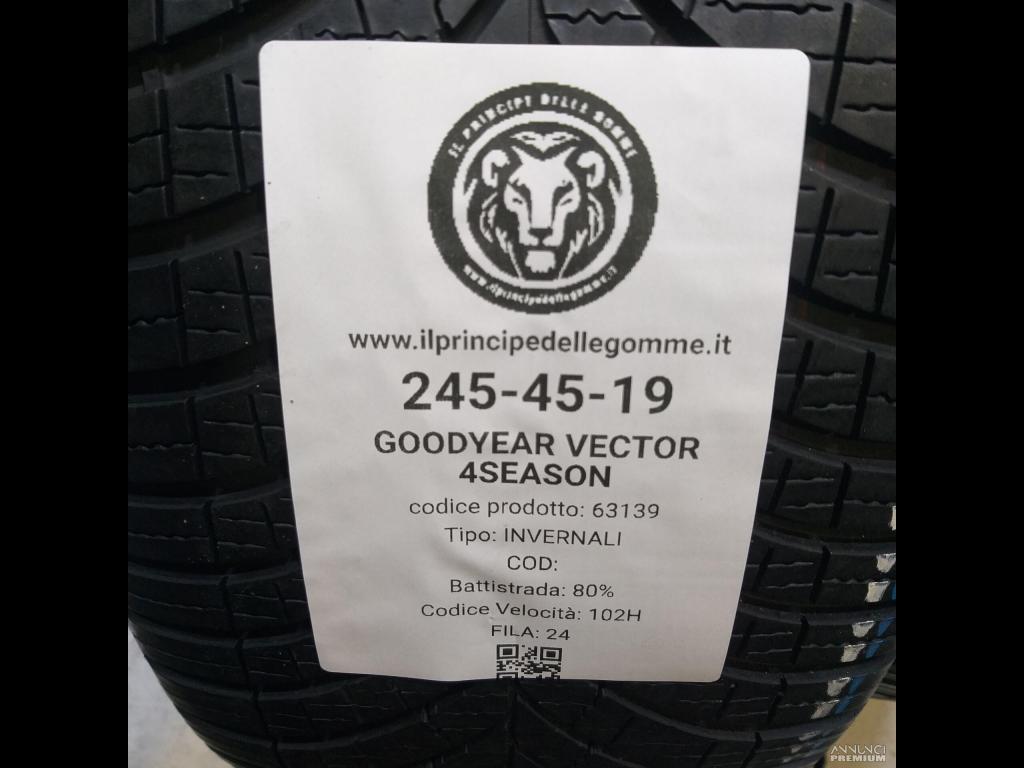 IL PRINCIPE DELLE GOMME
www.ilprincipedellegomme.it
www.ilprincipedellegomme.it
245-45-19
GOODYEAR VECTOR
4SEASON
codice prodotto: 63139
Tipo: INVERNALI
COD:
Battistrada: 80%
Codice Velocità: 102H
FILA: 24
ANNUNCI
PREMIUM